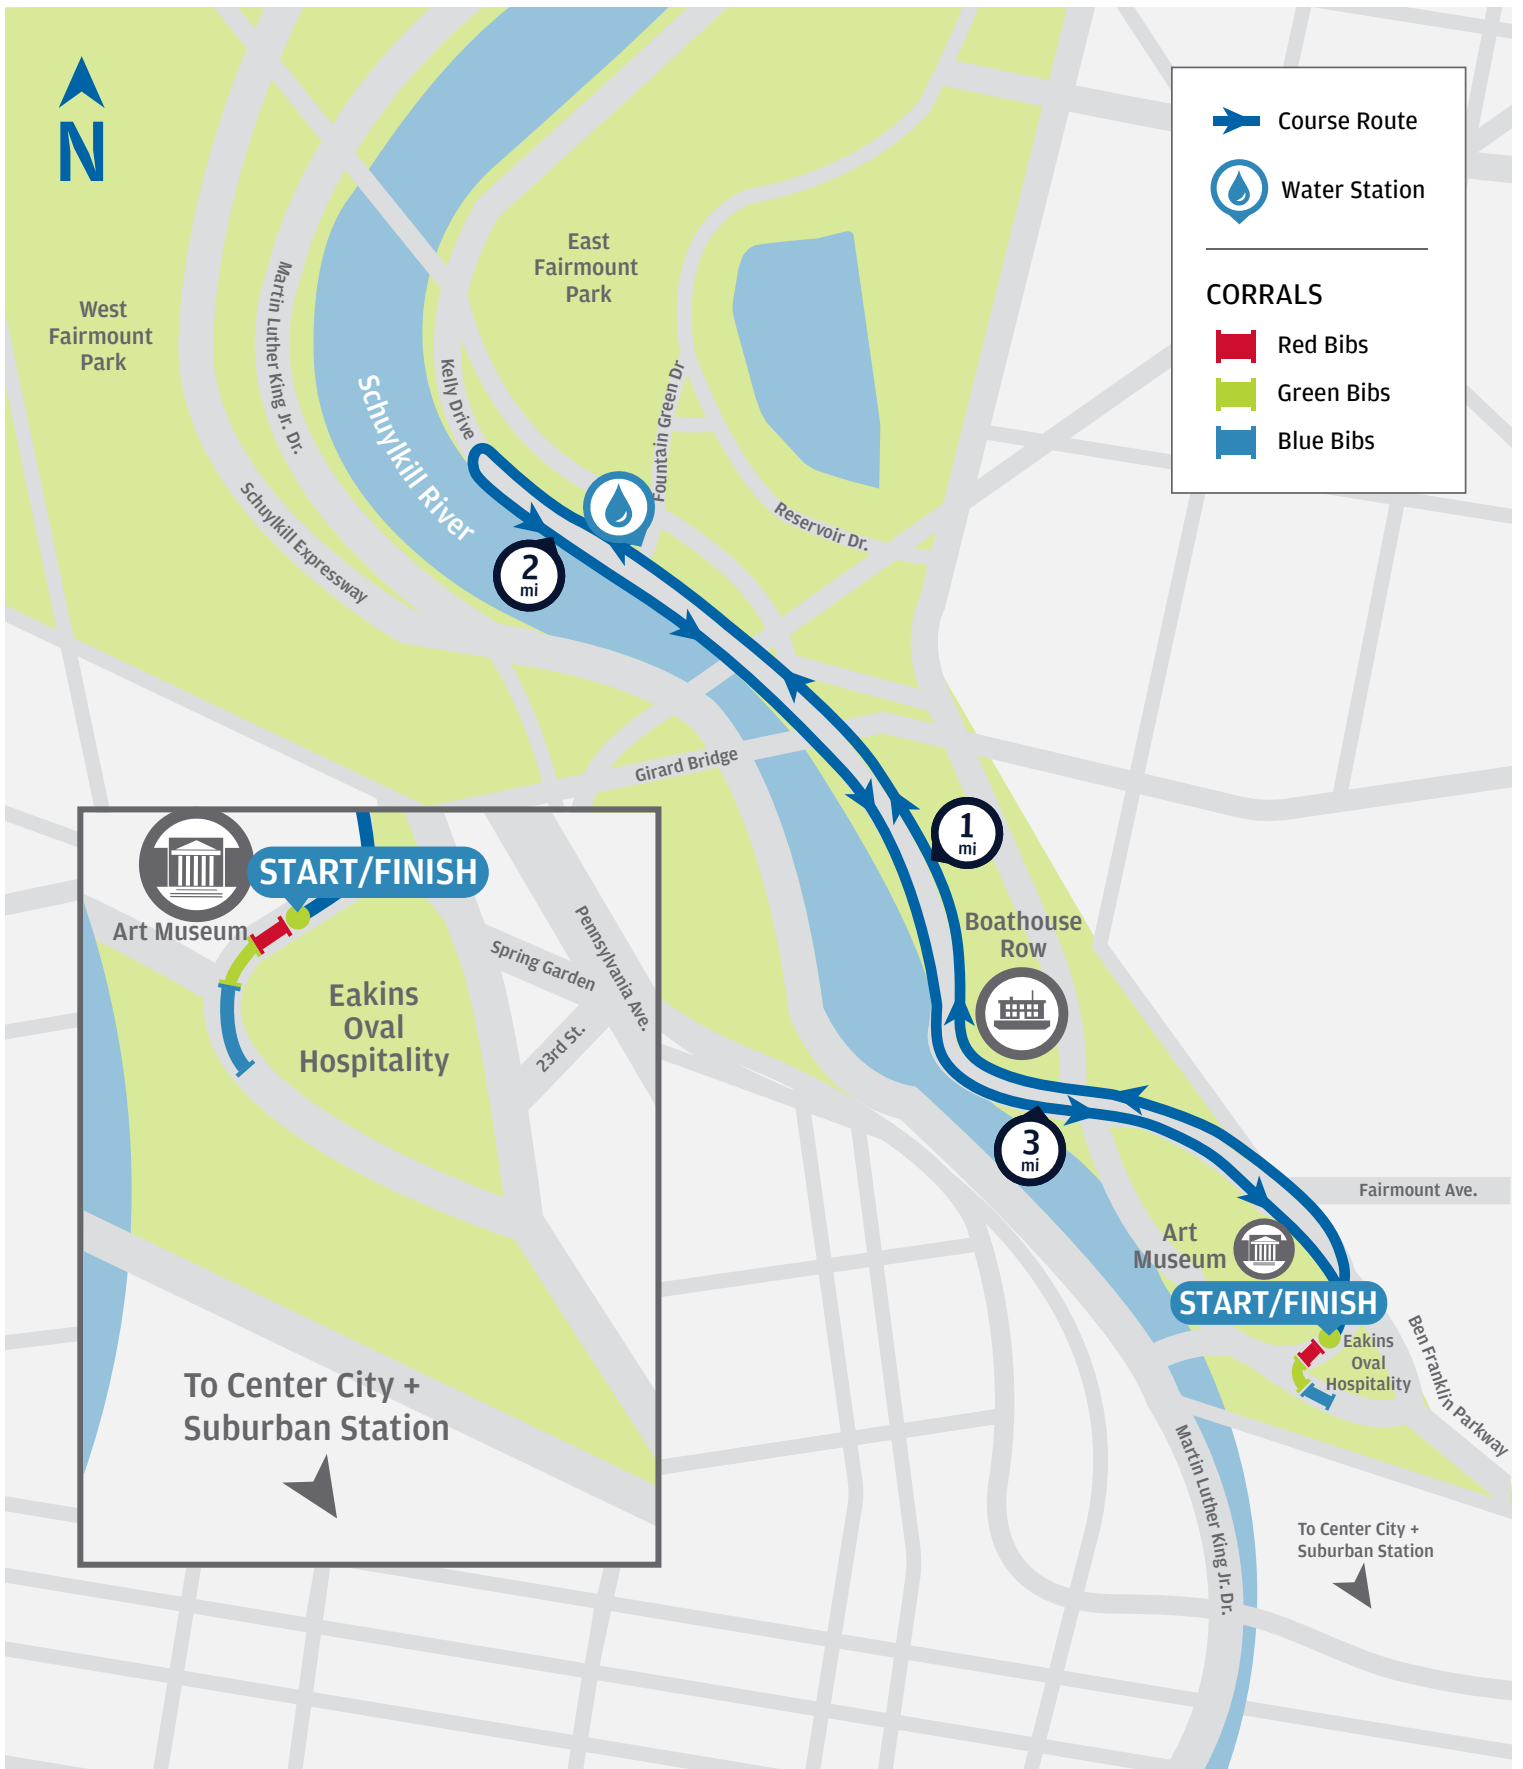 N
Course Route
Water Station
CORRALS
Red Bibs
Green Bibs
Blue Bibs
West
Fairmount
Park
East
Fairmount
Park
Martin Luther King Jr. Dr.
Schuylkill River
Kelly Drive
Fountain Green Dr
Reservoir Dr.
Schuylkill Expressway
2
mi
Girard Bridge
1
mi
Boathouse
Row
3
mi
Fairmount Ave.
Art
Museum
START/FINISH
Eakins
Oval
Hospitality
Ben Franklin Parkway
Martin Luther King Jr. Dr.
To Center City +
Suburban Station
START/FINISH
Art Museum
Eakins
Oval
Hospitality
Spring Garden
Pennsylvania Ave.
23rd St.
To Center City +
Suburban Station